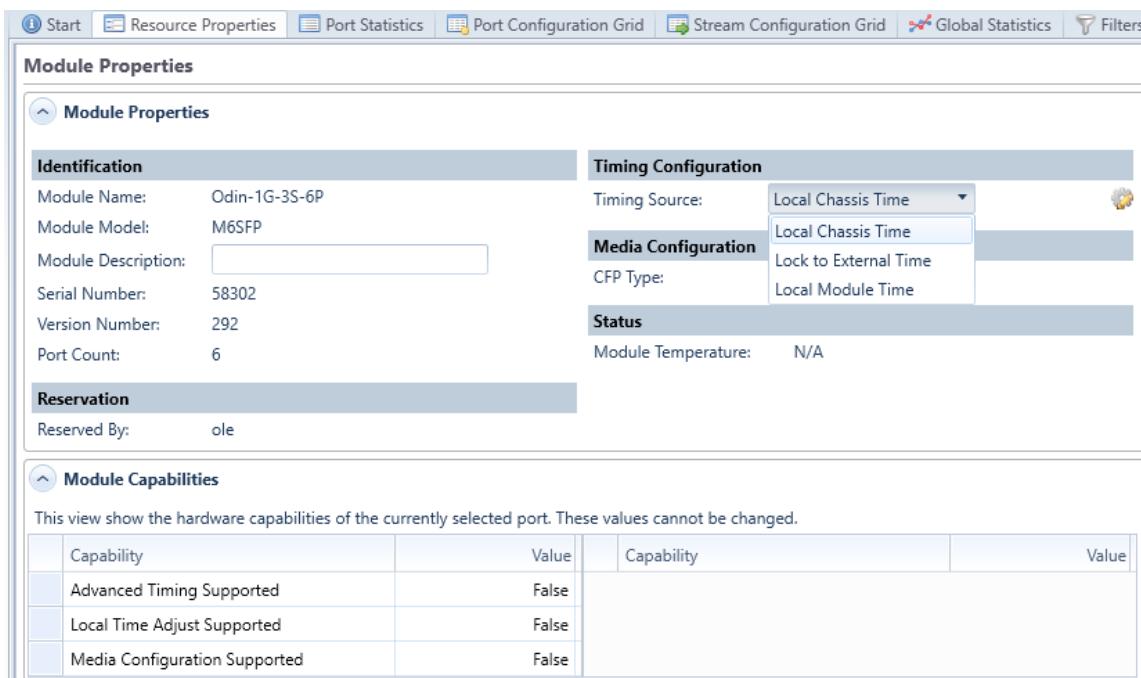 Start Resource Properties Port Statistics Port Configuration Grid Stream Configuration Grid Global Statistics Filters
Module Properties
Module Properties
Identification
Module Name: Odin-1G-3S-6P
Module Model: M6SFP
Module Description:
Serial Number: 58302
Version Number: 292
Port Count: 6
Reservation
Reserved By: ole
Timing Configuration
Timing Source: Local Chassis Time
Local Chassis Time
Lock to External Time
Local Module Time
Media Configuration
CFP Type:
Status
Module Temperature: N/A
Module Capabilities
This view show the hardware capabilities of the currently selected port. These values cannot be changed.
Capability Value Capability Value
Advanced Timing Supported False
Local Time Adjust Supported False
Media Configuration Supported False